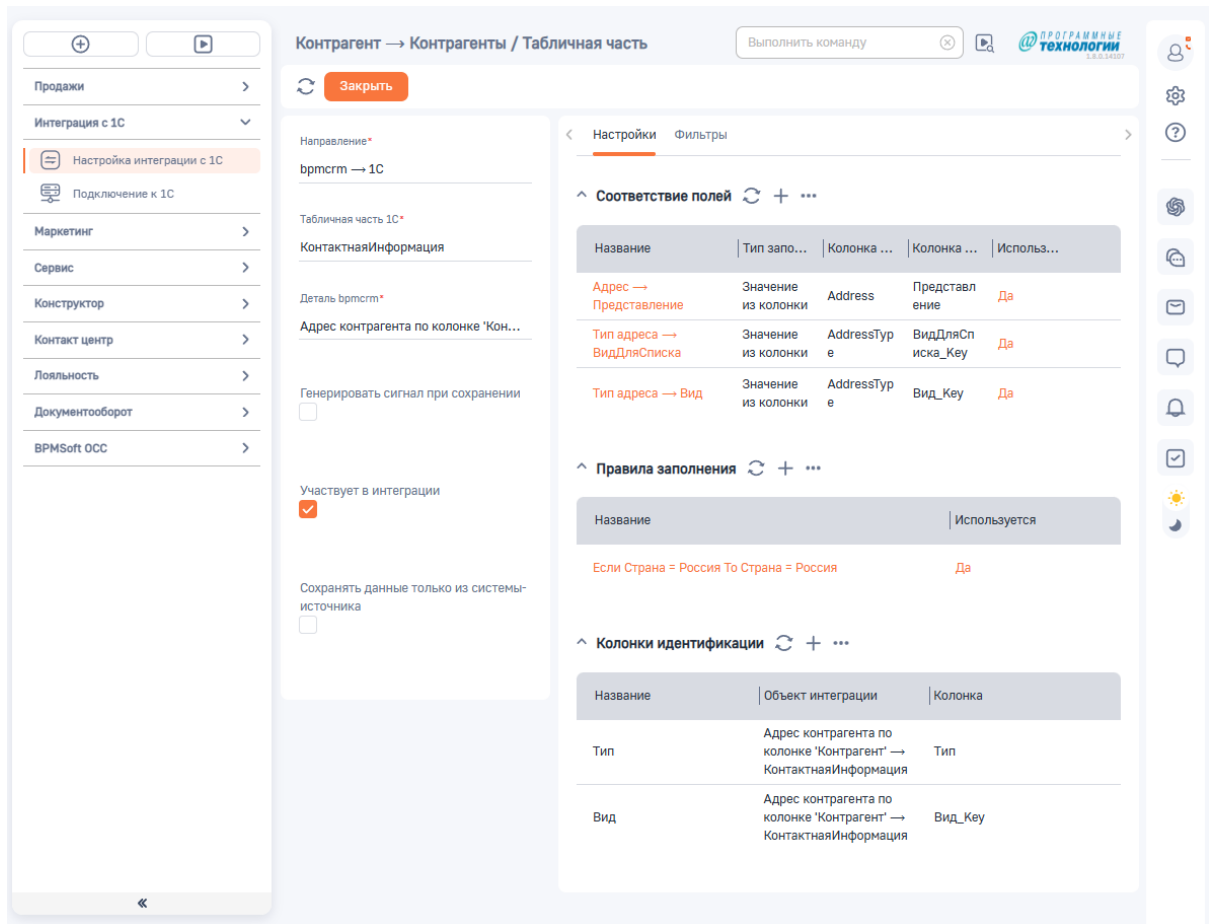 Контрагент → Контрагенты / Табличная часть
Выполнить команду
@ ПРОГРАММНЫЕ
ТЕХНОЛОГИИ
1.8.0.14107
Закрыть
Продажи
Интеграция с 1С
Настройка интеграции с 1С
Подключение к 1С
Маркетинг
Сервис
Конструктор
Контакт центр
Лояльность
Документооборот
BPMSoft OCC
Направление*
bpmcrm → 1С
Табличная часть 1С*
КонтактнаяИнформация
Деталь bpmcrm*
Адрес контрагента по колонке 'Кон...
Генерировать сигнал при сохранении
Участвует в интеграции
Сохранять данные только из системы-
источника
Настройки Фильтры
Соответствие полей
Название Тип запо... Колонка ... Колонка ... Использ...
Адрес → Значение Представл
Представление из колонки Address ение Да
Тип адреса → Значение AddressTyp ВидДляСп
ВидДляСписка из колонки e иска_Key Да
Тип адреса → Вид Значение AddressTyp Вид_Key Да
из колонки e
Правила заполнения
Название Используется
Если Страна = Россия То Страна = Россия Да
Колонки идентификации
Название Объект интеграции Колонка
Адрес контрагента по
Тип колонке 'Контрагент' → Тип
КонтактнаяИнформация
Адрес контрагента по
Вид колонке 'Контрагент' → Вид_Key
КонтактнаяИнформация